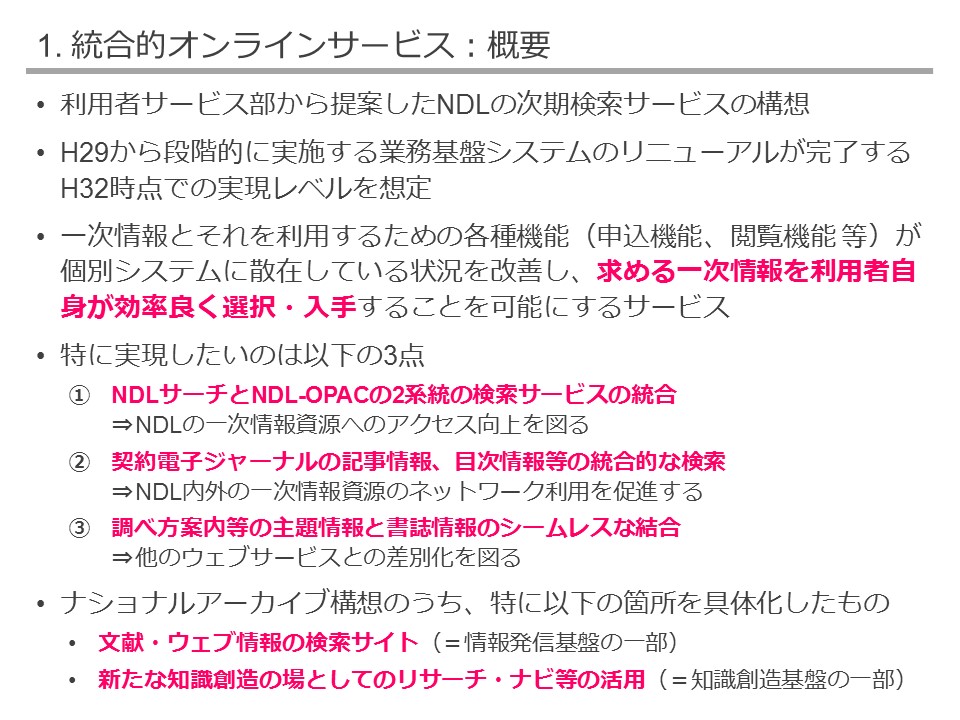 1. 統合的オンラインサービス：概要
• 利用者サービス部から提案したNDLの次期検索サービスの構想
• H29から段階的に実施する業務基盤システムのリニューアルが完了する
H32時点での実現レベルを想定
• 一次情報とそれを利用するための各種機能（申込機能、閲覧機能 等）が
個別システムに散在している状況を改善し、求める一次情報を利用者自
身が効率良く選択・入手することを可能にするサービス
• 特に実現したいのは以下の3点
① NDLサーチとNDL-OPACの2系統の検索サービスの統合
⇒NDLの一次情報資源へのアクセス向上を図る
② 契約電子ジャーナルの記事情報、目次情報等の統合的な検索
⇒NDL内外の一次情報資源のネットワーク利用を促進する
③ 調べ方案内等の主題情報と書誌情報のシームレスな結合
⇒他のウェブサービスとの差別化を図る
• ナショナルアーカイブ構想のうち、特に以下の箇所を具体化したもの
• 文献・ウェブ情報の検索サイト（＝情報発信基盤の一部）
• 新たな知識創造の場としてのリサーチ・ナビ等の活用（＝知識創造基盤の一部）